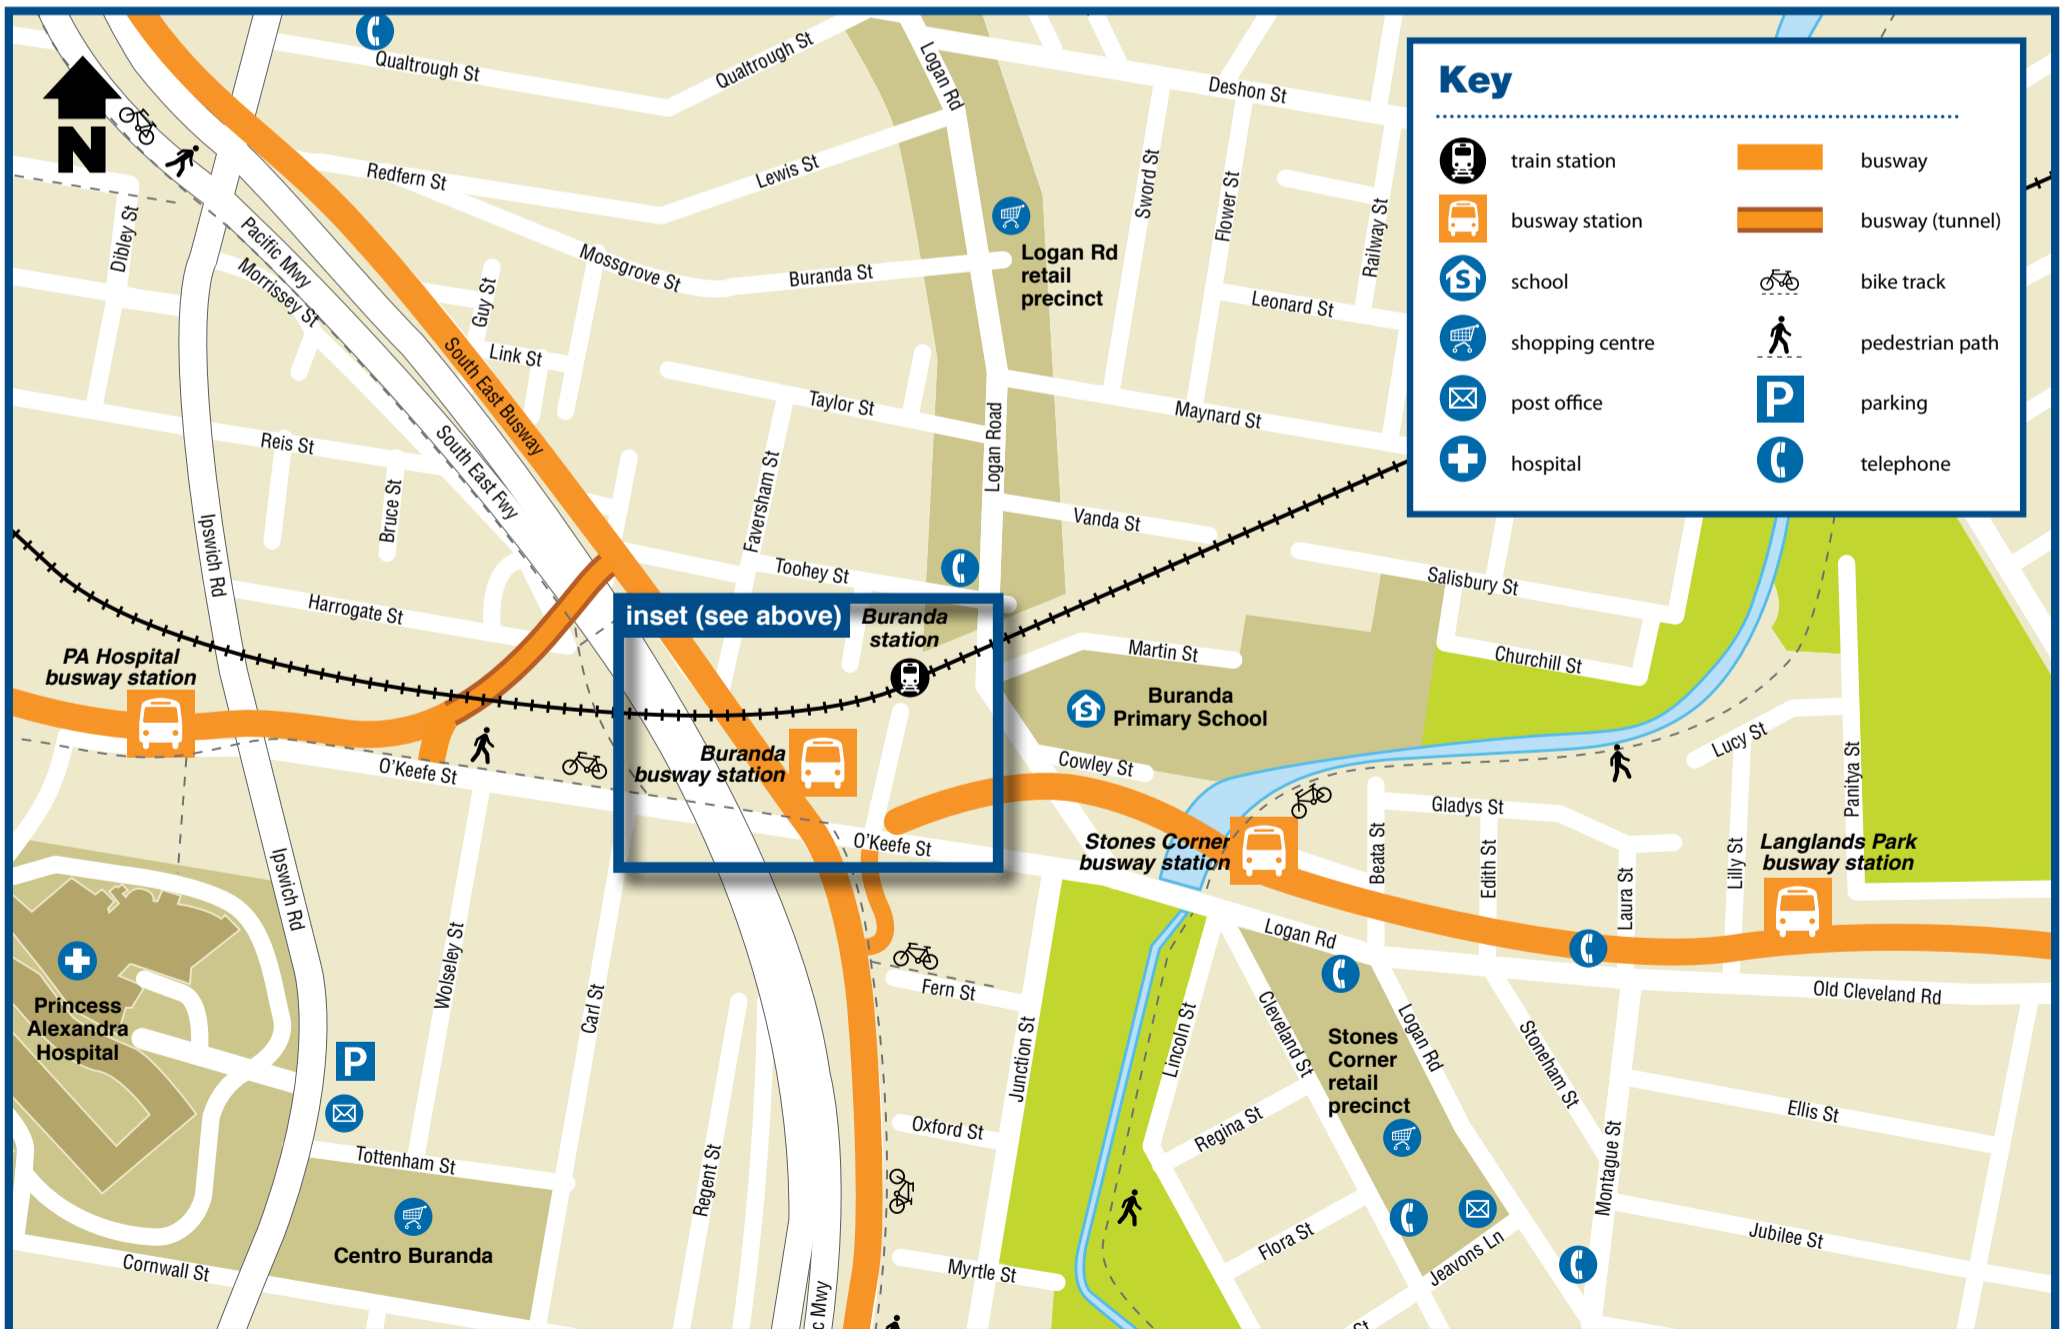 Qualtrough St
Qualtrough St
Logan Rd
Deshon St
N
Key
train station
busway
busway station
busway (tunnel)
school
bike track
shopping centre
pedestrian path
post office
P
parking
hospital
telephone
S
Redfern St
Lewis St
Sword St
Flower St
Railway St
Dibley St
Pacific Mwy
Morrissey St
Mossgrove St
Buranda St
Logan Rd
retail
precinct
Guy St
Link St
Leonard St
South East Busway
Taylor St
Maynard St
Logan Road
Reis St
South East Fwy
Bruce St
Faversham St
Vanda St
Ipswich Rd
Toohey St
Salisbury St
Harrogate St
inset (see above)
Buranda
station
Martin St
Churchill St
PA Hospital
busway station
S
Buranda
Primary School
Buranda
busway station
Cowley St
Lucy St
Panitya St
O'Keefe St
Gladys St
O'Keefe St
Stones Corner
busway station
Beata St
Edith St
Laura St
Lilly St
Langlands Park
busway station
Ipswich Rd
Wolseley St
Carl St
Fern St
Logan Rd
Old Cleveland Rd
Princess
Alexandra
Hospital
P
Junction St
Lincoln St
Cleveland St
Stones
Corner
retail
precinct
Logan Rd
Stoneham St
Ellis St
Oxford St
Regina St
Tottenham St
Regent St
Montague St
Centro Buranda
Flora St
Jeavons Ln
Jubilee St
Cornwall St
Myrtle St
c Mwy
St